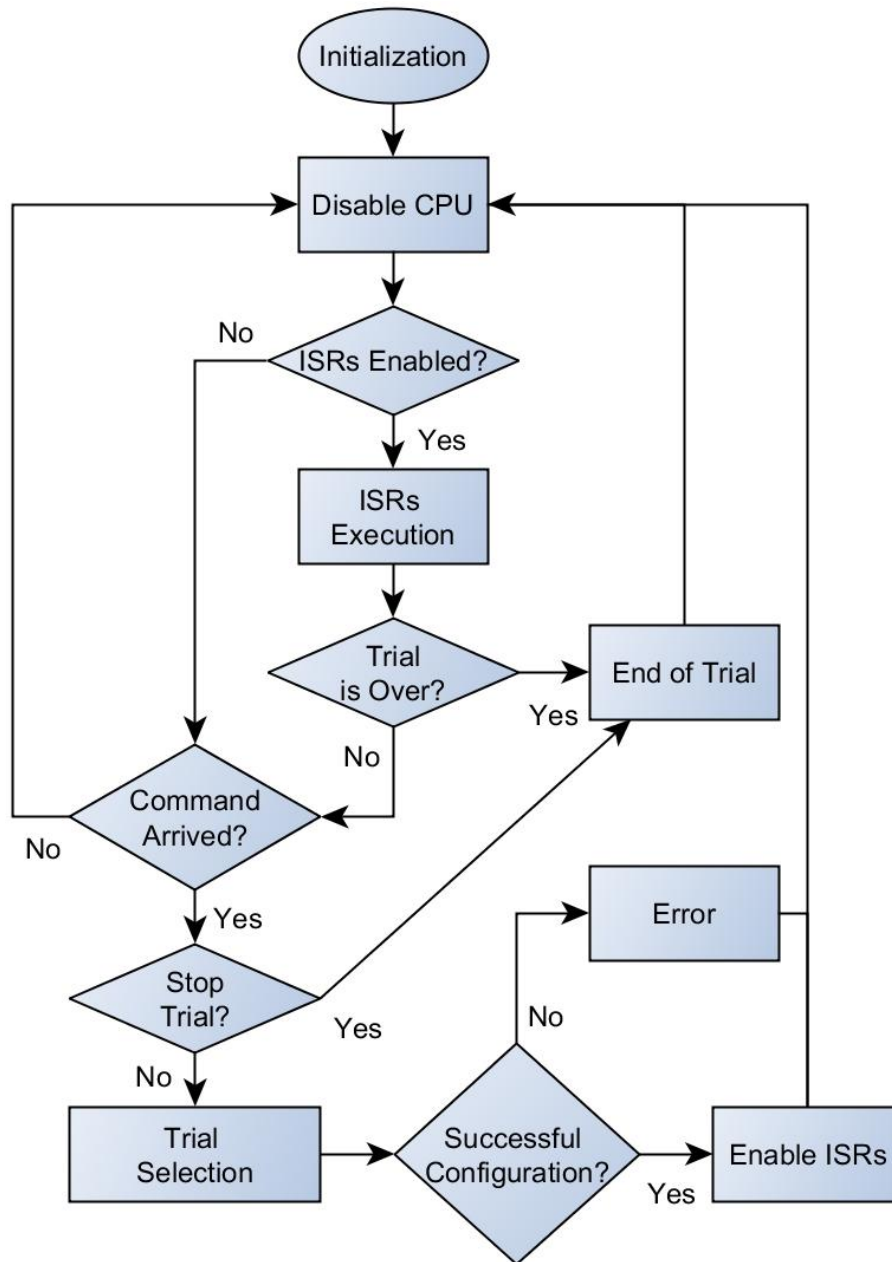 Initialization
Disable CPU
No
ISRs Enabled?
Yes
ISRs
Execution
Trial
is Over?
Yes
End of Trial
No
Command
Arrived?
No
Yes
Error
Stop
Trial?
Yes
No
No
Trial
Selection
Successful
Configuration?
Yes
Enable ISRs